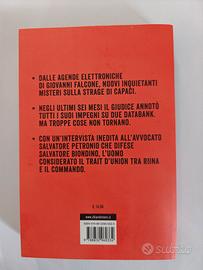 • DALLE AGENDE ELETTRONICHE
DI GIOVANNI FALCONE, NUOVI INQUIETANTI
MISTERI SULLA STRAGE DI CAPACI.
• NEGLI ULTIMI SEI MESI IL GIUDICE ANNOTÒ
TUTTI I SUOI IMPEGNI SU DUE DATABANK.
MA TROPPE COSE NON TORNANO.
• CON UN'INTERVISTA INEDITA ALL'AVVOCATO
SALVATORE PETRONIO CHE DIFESE
SALVATORE BIONDINO, L'UOMO
CONSIDERATO IL TRAIT D'UNION TRA RIINA
E IL COMMANDO.
subito.it